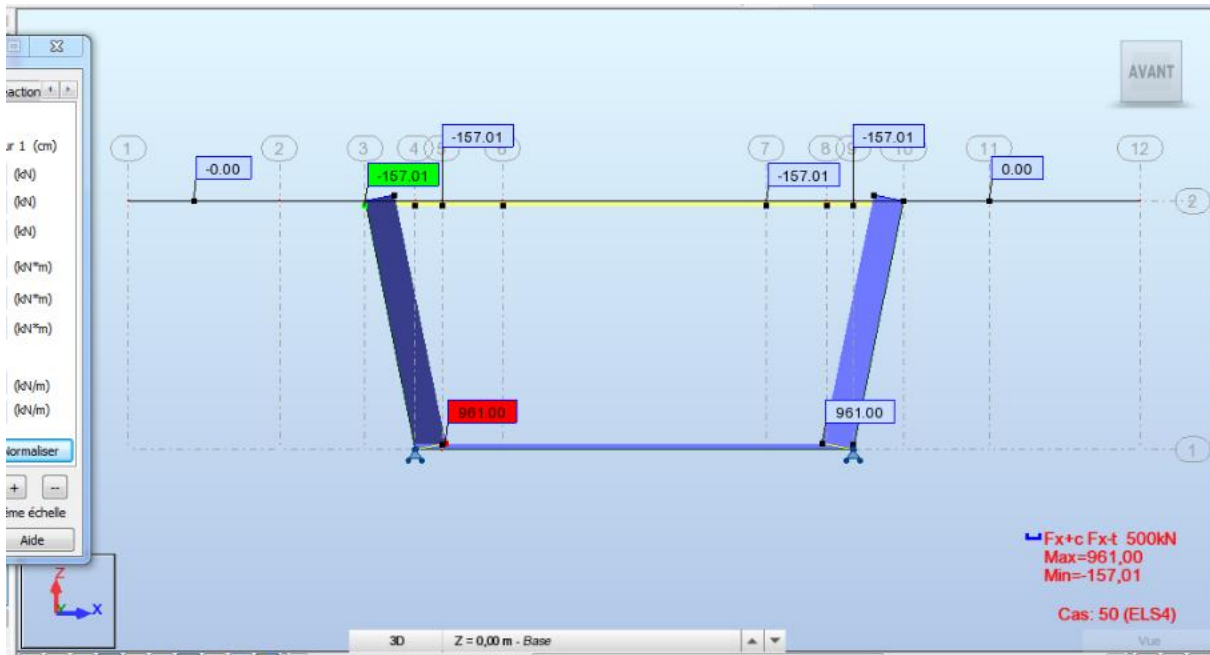 eaction
ur 1 (cm)
(kN)
(kN)
(kN)
(kN*m)
(kN*m)
(kN*m)
(kN/m)
(kN/m)
Normaliser
+ --
ême échelle
Aide
AVANT
-157.01 -157.01
1 2 3 4 5 6 7 8 9 10 11 12
-0.00 -157.01 -157.01 0.00
2
961.00 961.00
1
Fx+c Fx-t 500kN
Max=961,00
Min=-157,01
Cas: 50 (ELS4)
Z
Y X
3D Z = 0,00 m - Base
Vue